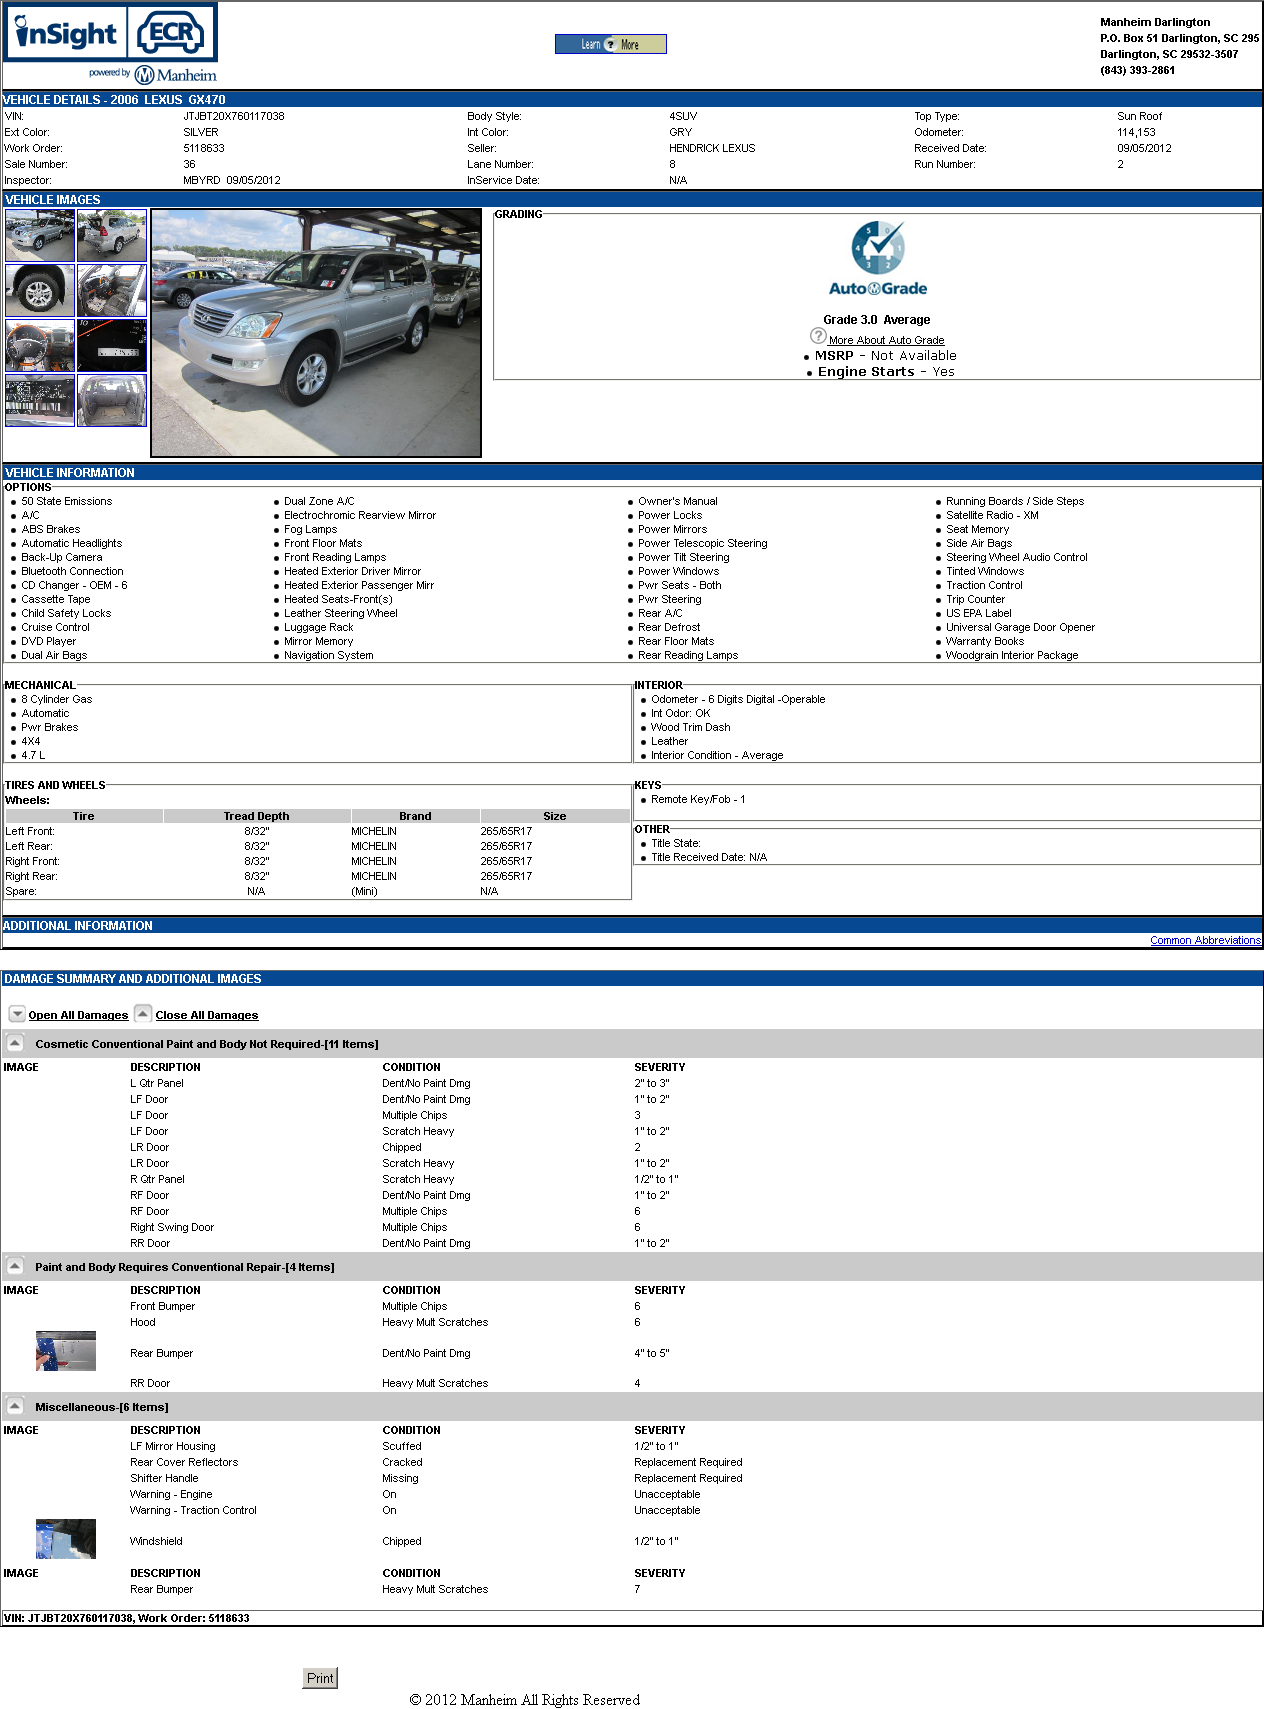 inSight ECR
powered by Manheim
Learn ? More
Manheim Darlington
P.O. Box 51 Darlington, SC 295
Darlington, SC 29532-3507
(843) 393-2861
VEHICLE DETAILS - 2006 LEXUS GX470
VIN: JTJBT20X760117038 Body Style: 4SUV Top Type: Sun Roof
Ext Color: SILVER Int Color: GRY Odometer: 114,153
Work Order: 5118633 Seller: HENDRICK LEXUS Received Date: 09/05/2012
Sale Number: 36 Lane Number: 8 Run Number: 2
Inspector: MBYRD 09/05/2012 InService Date: N/A
VEHICLE IMAGES
GRADING
AutoGrade
Grade 3.0 Average
? More About Auto Grade
• MSRP - Not Available
• Engine Starts - Yes
VEHICLE INFORMATION
OPTIONS
• 50 State Emissions • Dual Zone A/C • Owner's Manual • Running Boards / Side Steps
• A/C • Electrochromic Rearview Mirror • Power Locks • Satellite Radio - XM
• ABS Brakes • Fog Lamps • Power Mirrors • Seat Memory
• Automatic Headlights • Front Floor Mats • Power Telescopic Steering • Side Air Bags
• Back-Up Camera • Front Reading Lamps • Power Tilt Steering • Steering Wheel Audio Control
• Bluetooth Connection • Heated Exterior Driver Mirror • Power Windows • Tinted Windows
• CD Changer - OEM - 6 • Heated Exterior Passenger Mirr • Pwr Seats - Both • Traction Control
• Cassette Tape • Heated Seats-Front(s) • Pwr Steering • Trip Counter
• Child Safety Locks • Leather Steering Wheel • Rear A/C • US EPA Label
• Cruise Control • Luggage Rack • Rear Defrost • Universal Garage Door Opener
• DVD Player • Mirror Memory • Rear Floor Mats • Warranty Books
• Dual Air Bags • Navigation System • Rear Reading Lamps • Woodgrain Interior Package
MECHANICAL
• 8 Cylinder Gas
• Automatic
• Pwr Brakes
• 4X4
• 4.7 L
INTERIOR
• Odometer - 6 Digits Digital -Operable
• Int Odor: OK
• Wood Trim Dash
• Leather
• Interior Condition - Average
TIRES AND WHEELS
Wheels:
Tire Tread Depth Brand Size
Left Front: 8/32" MICHELIN 265/65R17
Left Rear: 8/32" MICHELIN 265/65R17
Right Front: 8/32" MICHELIN 265/65R17
Right Rear: 8/32" MICHELIN 265/65R17
Spare: N/A (Mini) N/A
KEYS
• Remote Key/Fob - 1
OTHER
• Title State:
• Title Received Date: N/A
ADDITIONAL INFORMATION
Common Abbreviations
DAMAGE SUMMARY AND ADDITIONAL IMAGES
Open All Damages Close All Damages
Cosmetic Conventional Paint and Body Not Required-[11 Items]
IMAGE DESCRIPTION CONDITION SEVERITY
L Qtr Panel Dent/No Paint Dmg 2" to 3"
LF Door Dent/No Paint Dmg 1" to 2"
LF Door Multiple Chips 3
LF Door Scratch Heavy 1" to 2"
LR Door Chipped 2
LR Door Scratch Heavy 1" to 2"
R Qtr Panel Scratch Heavy 1/2" to 1"
RF Door Dent/No Paint Dmg 1" to 2"
RF Door Multiple Chips 6
Right Swing Door Multiple Chips 6
RR Door Dent/No Paint Dmg 1" to 2"
Paint and Body Requires Conventional Repair-[4 Items]
IMAGE DESCRIPTION CONDITION SEVERITY
Front Bumper Multiple Chips 6
Hood Heavy Mult Scratches 6
Rear Bumper Dent/No Paint Dmg 4" to 5"
RR Door Heavy Mult Scratches 4
Miscellaneous-[6 Items]
IMAGE DESCRIPTION CONDITION SEVERITY
LF Mirror Housing Scuffed 1/2" to 1"
Rear Cover Reflectors Cracked Replacement Required
Shifter Handle Missing Replacement Required
Warning - Engine On Unacceptable
Warning - Traction Control On Unacceptable
Windshield Chipped 1/2" to 1"
IMAGE DESCRIPTION CONDITION SEVERITY
Rear Bumper Heavy Mult Scratches 7
VIN: JTJBT20X760117038, Work Order: 5118633
Print
© 2012 Manheim All Rights Reserved